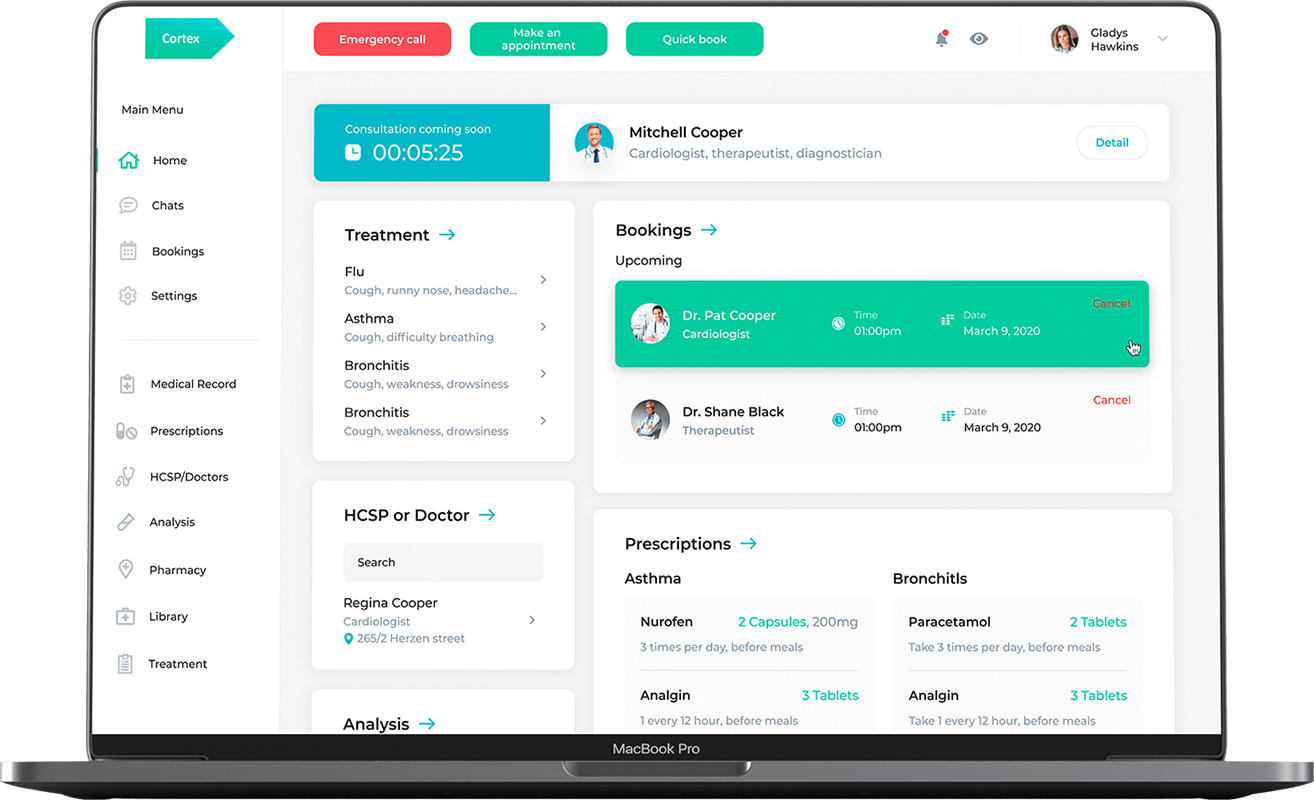 Cortex
Emergency call
Make an
appointment
Quick book
Gladys
Hawkins
Main Menu
Home
Chats
Bookings
Settings
Medical Record
Prescriptions
HCSP/Doctors
Analysis
Pharmacy
Library
Treatment
Consultation coming soon
00:05:25
Mitchell Cooper
Cardiologist, therapeutist, diagnostician
Detail
Treatment
Flu
Cough, runny nose, headache...
Asthma
Cough, difficulty breathing
Bronchitis
Cough, weakness, drowsiness
Bronchitis
Cough, weakness, drowsiness
HCSP or Doctor
Search
Regina Cooper
Cardiologist
265/2 Herzen street
Analysis
Bookings
Upcoming
Dr. Pat Cooper
Cardiologist
Time
01:00pm
Date
March 9, 2020
Cancel
Dr. Shane Black
Therapeutist
Time
01:00pm
Date
March 9, 2020
Cancel
Prescriptions
Asthma
Nurofen 2 Capsules, 200mg
3 times per day, before meals
Analgin 3 Tablets
1 every 12 hour, before meals
Bronchitls
Paracetamol 2 Tablets
Take 3 times per day, before meals
Analgin 3 Tablets
Take 1 every 12 hour, before meals
MacBook Pro